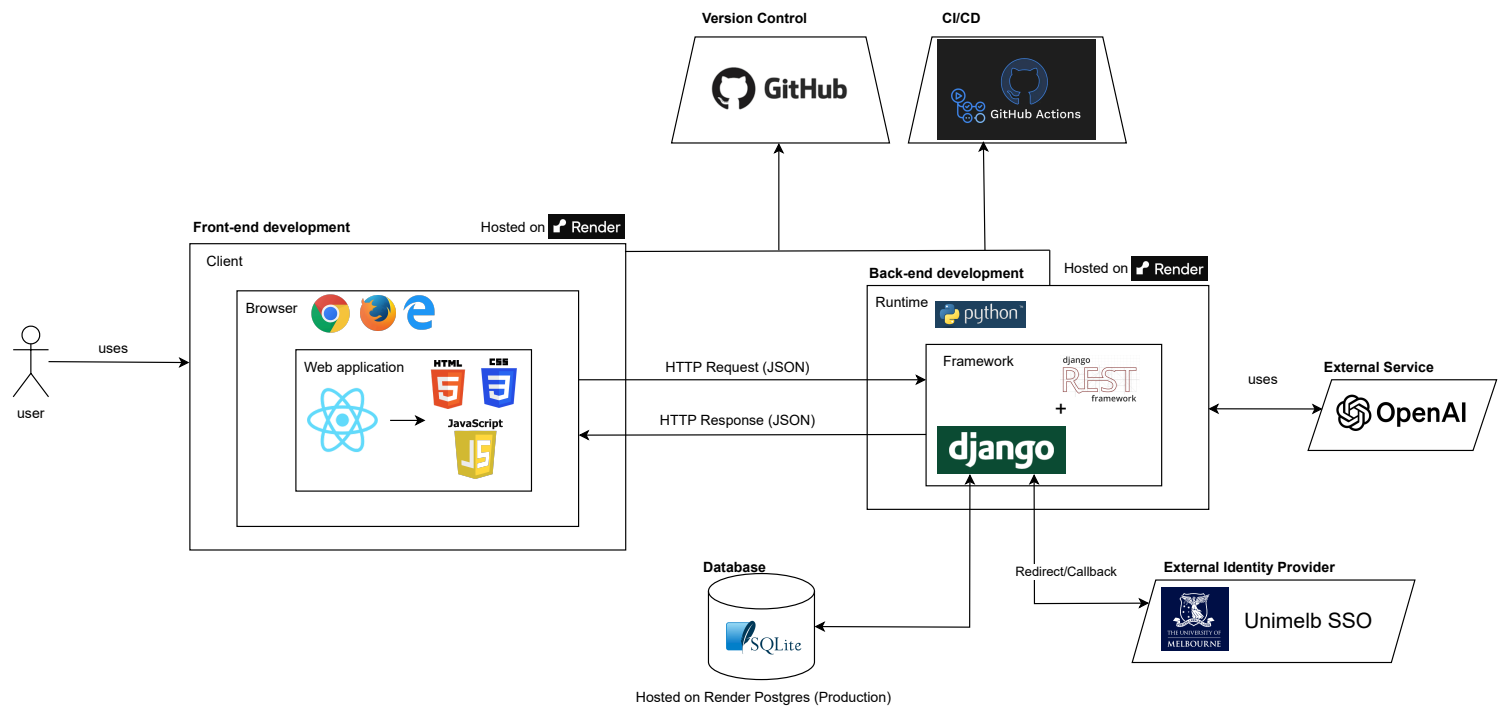 Version Control
CI/CD
GitHub
GitHub Actions
Front-end development
Hosted on Render
Client
Back-end development
Hosted on Render
Browser
Runtime
python
Web application
HTML
5
CSS
3
JavaScript
JS
uses
user
HTTP Request (JSON)
HTTP Response (JSON)
Framework
django
REST
framework
+
django
uses
External Service
OpenAI
Database
SQLite
Hosted on Render Postgres (Production)
Redirect/Callback
External Identity Provider
THE UNIVERSITY OF
MELBOURNE
Unimelb SSO